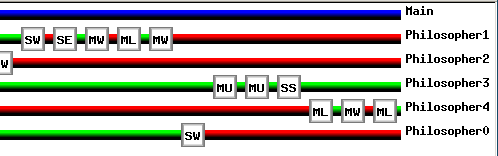 Main
SW SE MW ML MW Philosopher1
W Philosopher2
MU MU SS Philosopher3
ML MW ML Philosopher4
SW Philosopher0